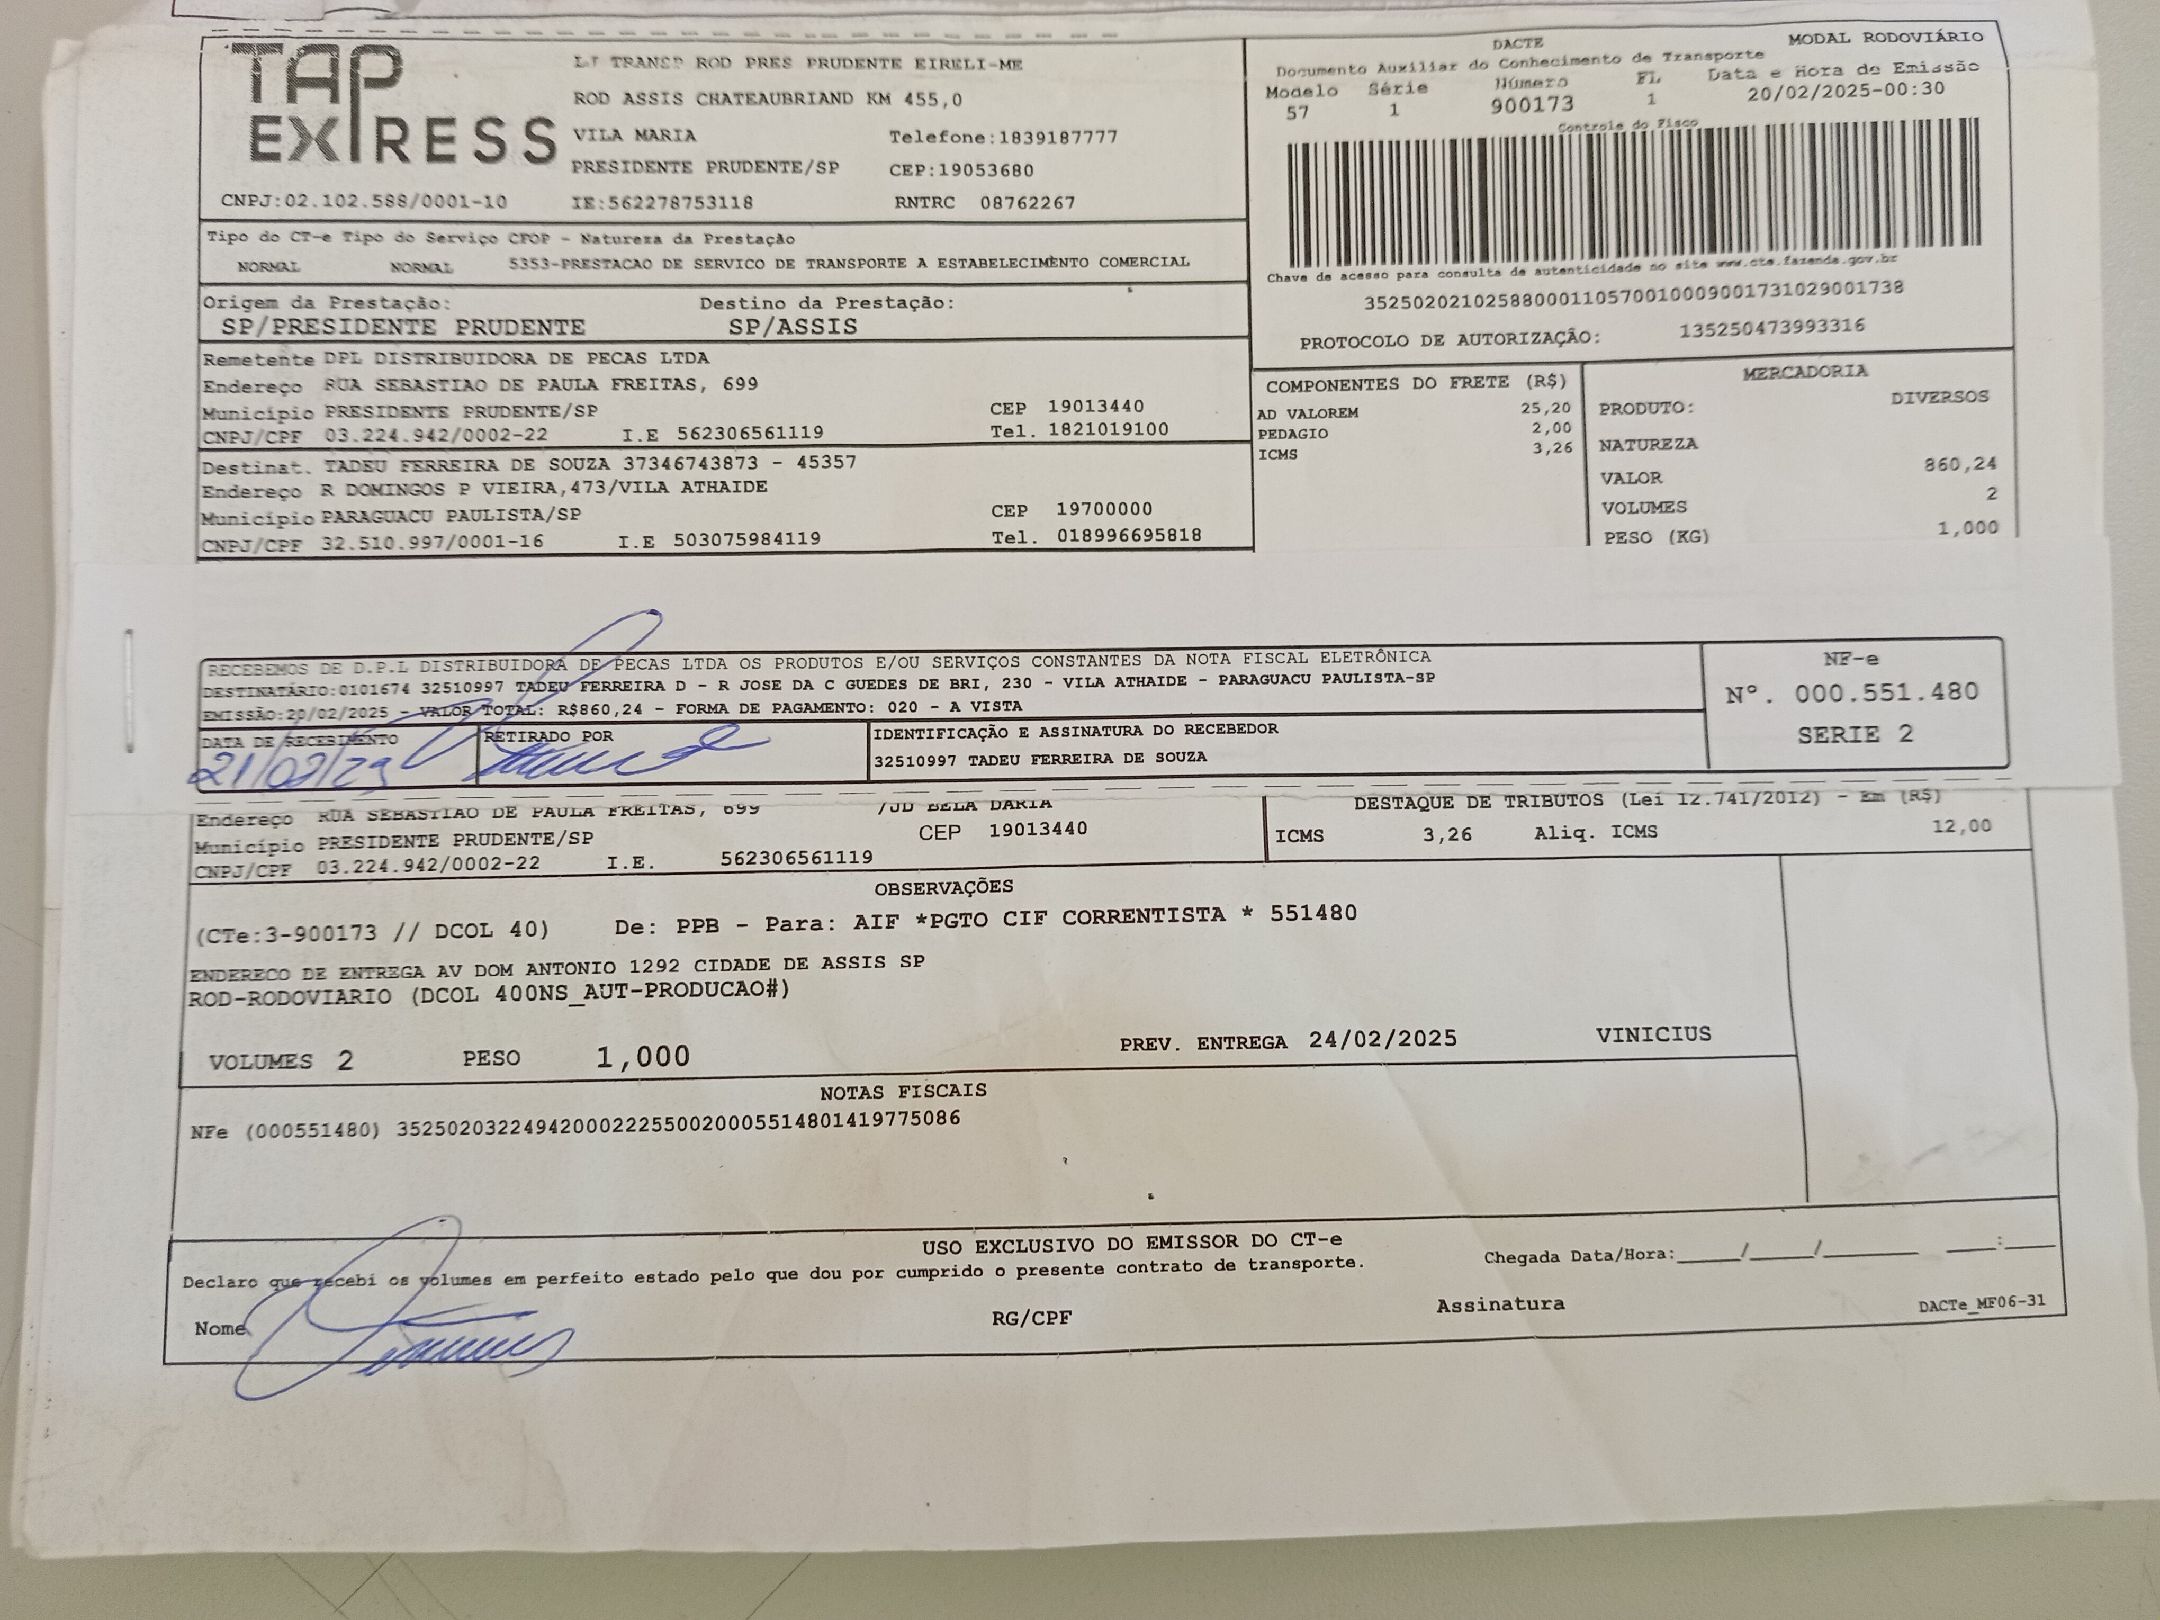 TAP
EXPRESS
LJ TRANSP ROD PRES PRUDENTE EIRELI-ME
ROD ASSIS CHATEAUBRIAND KM 455,0
VILA MARIA Telefone:1839187777
PRESIDENTE PRUDENTE/SP CEP:19053680
CNPJ:02.102.588/0001-10 IE:562278753118 RNTRC 08762267
DACTE MODAL RODOVIÁRIO
Documento Auxiliar do Conhecimento de Transporte
Modelo Série Número FL Data e Hora de Emissão
57 1 900173 1 20/02/2025-00:30
Controle do Fisco
Chave de acesso para consulta de autenticidade no site www.cte.fazenda.gov.br
35250202102588000110570010009001731029001738
PROTOCOLO DE AUTORIZAÇÃO: 135250473993316
Tipo do CT-e Tipo do Serviço CFOP - Natureza da Prestação
NORMAL NORMAL 5353-PRESTACAO DE SERVICO DE TRANSPORTE A ESTABELECIMENTO COMERCIAL
Origem da Prestação: Destino da Prestação:
SP/PRESIDENTE PRUDENTE SP/ASSIS
Remetente DPL DISTRIBUIDORA DE PECAS LTDA
Endereço RUA SEBASTIAO DE PAULA FREITAS, 699
Município PRESIDENTE PRUDENTE/SP CEP 19013440
CNPJ/CPF 03.224.942/0002-22 I.E 562306561119 Tel. 1821019100
Destinat. TADEU FERREIRA DE SOUZA 37346743873 - 45357
Endereço R DOMINGOS P VIEIRA,473/VILA ATHAIDE
Município PARAGUACU PAULISTA/SP CEP 19700000
CNPJ/CPF 32.510.997/0001-16 I.E 503075984119 Tel. 018996695818
COMPONENTES DO FRETE (R$)
AD VALOREM 25,20
PEDAGIO 2,00
ICMS 3,26
MERCADORIA
PRODUTO: DIVERSOS
NATUREZA
VALOR 860,24
VOLUMES 2
PESO (KG) 1,000
RECEBEMOS DE D.P.L DISTRIBUIDORA DE PECAS LTDA OS PRODUTOS E/OU SERVIÇOS CONSTANTES DA NOTA FISCAL ELETRÔNICA
DESTINATÁRIO:0101674 32510997 TADEU FERREIRA D - R JOSE DA C GUEDES DE BRI, 230 - VILA ATHAIDE - PARAGUACU PAULISTA-SP
EMISSÃO:20/02/2025 - VALOR TOTAL: R$860,24 - FORMA DE PAGAMENTO: 020 - A VISTA
NF-e
Nº. 000.551.480
SERIE 2
DATA DE RECEBIMENTO RETIRADO POR IDENTIFICAÇÃO E ASSINATURA DO RECEBEDOR
32510997 TADEU FERREIRA DE SOUZA
Endereço RUA SEBASTIAO DE PAULA FREITAS, 699 /JD BELA DARIA
Município PRESIDENTE PRUDENTE/SP CEP 19013440
CNPJ/CPF 03.224.942/0002-22 I.E. 562306561119
DESTAQUE DE TRIBUTOS (Lei 12.741/2012) - Em (R$)
ICMS 3,26 Aliq. ICMS 12,00
OBSERVAÇÕES
(CTe:3-900173 // DCOL 40) De: PPB - Para: AIF *PGTO CIF CORRENTISTA * 551480
ENDERECO DE ENTREGA AV DOM ANTONIO 1292 CIDADE DE ASSIS SP
ROD-RODOVIARIO (DCOL 400NS_AUT-PRODUCAO#)
VOLUMES 2 PESO 1,000 PREV. ENTREGA 24/02/2025 VINICIUS
NOTAS FISCAIS
NFe (000551480) 35250203224942000222550020005514801419775086
USO EXCLUSIVO DO EMISSOR DO CT-e
Declaro que recebi os volumes em perfeito estado pelo que dou por cumprido o presente contrato de transporte.
Chegada Data/Hora:_____/_____/_______ ____:____
Nome RG/CPF Assinatura DACTe_MF06-31